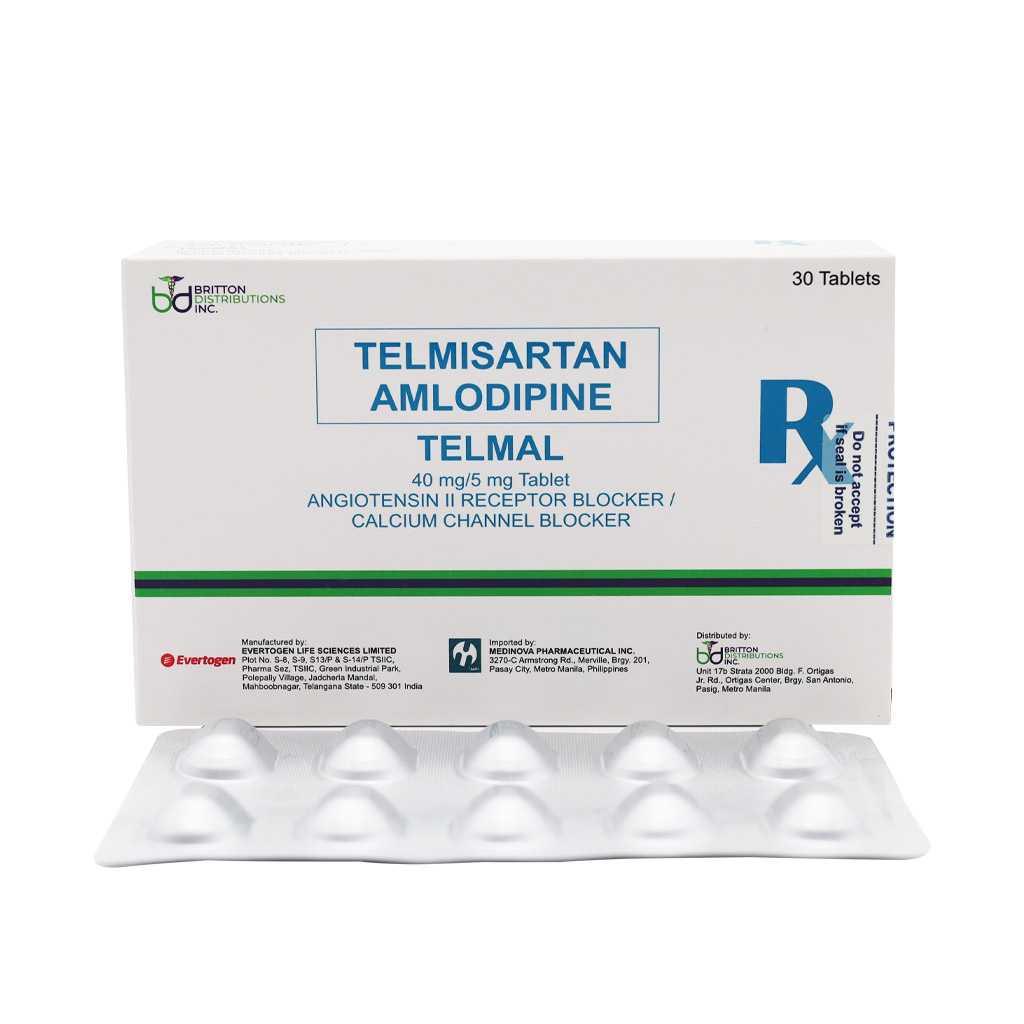 BRITTON
DISTRIBUTIONS
INC.
30 Tablets
TELMISARTAN
AMLODIPINE
TELMAL
40 mg/5 mg Tablet
ANGIOTENSIN II RECEPTOR BLOCKER /
CALCIUM CHANNEL BLOCKER
Rx
Do not accept
if seal is broken
PROTECTION
Evertogen
Manufactured by:
EVERTOGEN LIFE SCIENCES LIMITED
Plot No. S-8, S-9, S13/P & S-14/P TSIIC,
Pharma Sez, TSIIC, Green Industrial Park,
Polepally Village, Jadcherla Mandal,
Mahboobnagar, Telangana State - 509 301 India
Imported by:
MEDINOVA PHARMACEUTICAL INC.
3270-C Armstrong Rd., Merville, Brgy. 201,
Pasay City, Metro Manila, Philippines
Distributed by:
BRITTON
DISTRIBUTIONS
INC.
Unit 17b Strata 2000 Bldg. F. Ortigas
Jr. Rd., Ortigas Center, Brgy. San Antonio,
Pasig, Metro Manila